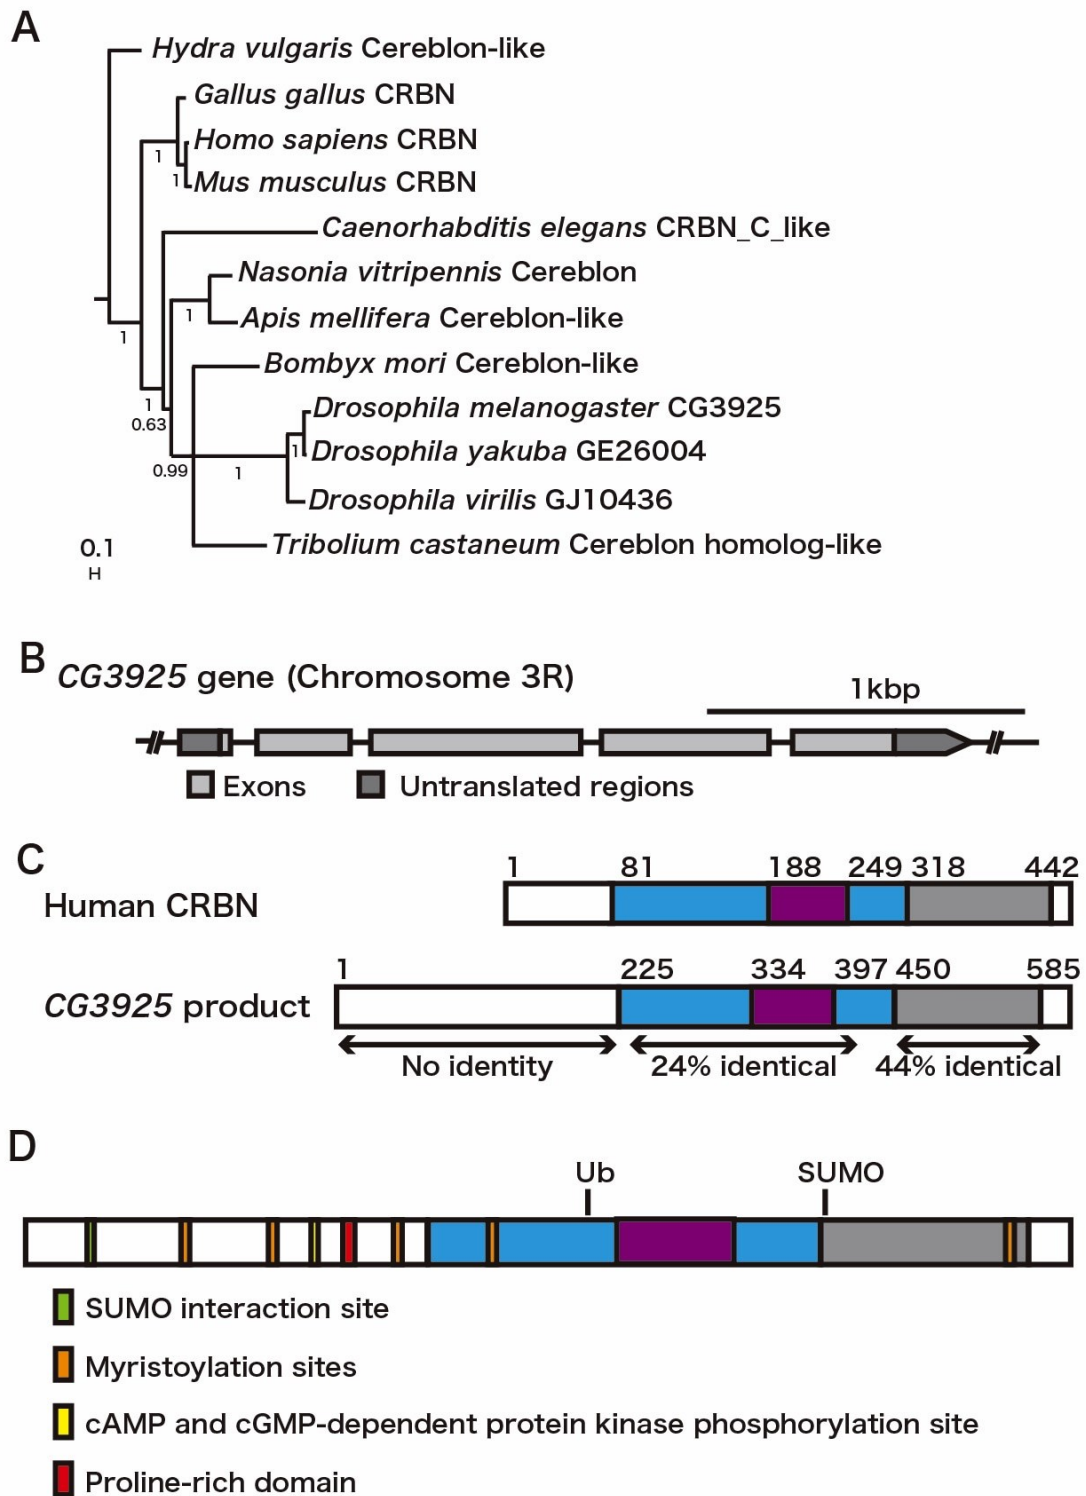 A
Hydra vulgaris Cereblon-like
Gallus gallus CRBN
Homo sapiens CRBN
1
Mus musculus CRBN
1
Caenorhabditis elegans CRBN_C_like
Nasonia vitripennis Cereblon
Apis mellifera Cereblon-like
1
1
Bombyx mori Cereblon-like
Drosophila melanogaster CG3925
1
0.63
Drosophila yakuba GE26004
1
0.99
1
Drosophila virilis GJ10436
Tribolium castaneum Cereblon homolog-like
0.1
H
B
CG3925 gene (Chromosome 3R)
1kbp
Exons
Untranslated regions
C
1 81 188 249 318 442
Human CRBN
1 225 334 397 450 585
CG3925 product
No identity 24% identical 44% identical
D
Ub SUMO
SUMO interaction site
Myristoylation sites
cAMP and cGMP-dependent protein kinase phosphorylation site
Proline-rich domain